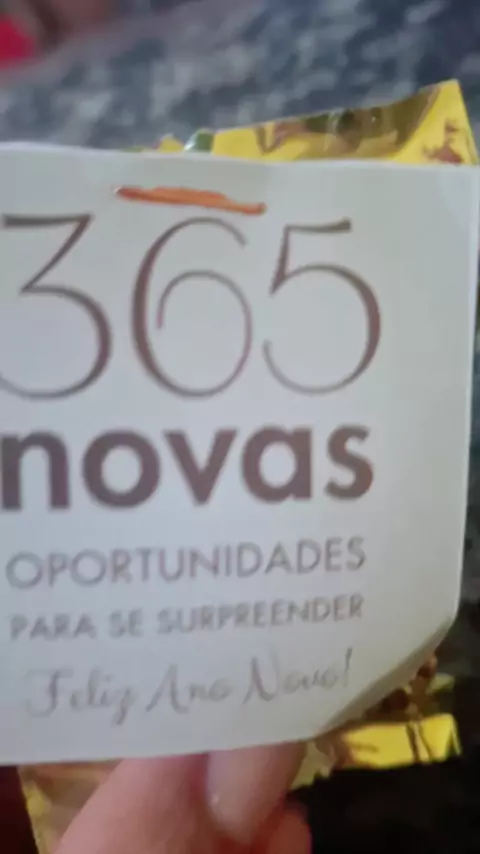 365
novas
OPORTUNIDADES
PARA SE SURPREENDER
Feliz Ano Novo!